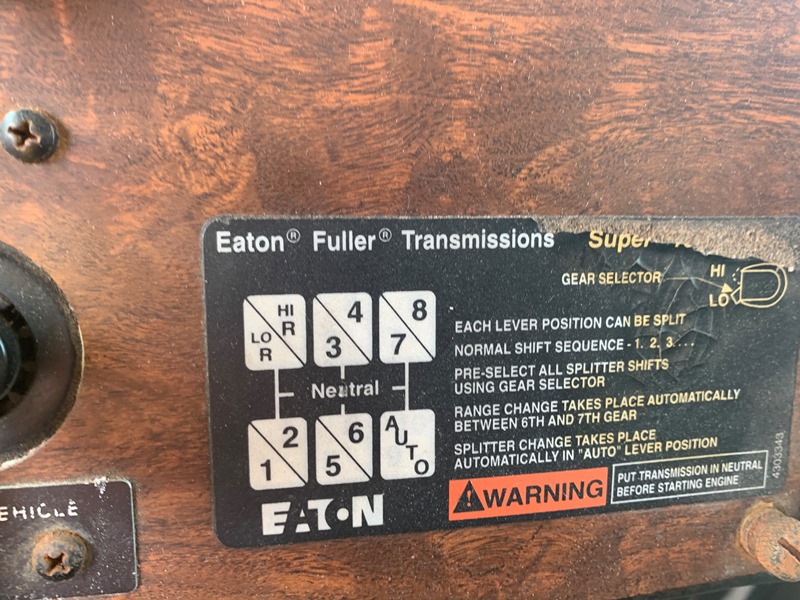 Eaton® Fuller® Transmissions Super
GEAR SELECTOR
HI
LO
HI
R
LO
R
4
3
8
7
Neutral
2
1
6
5
AUTO
EACH LEVER POSITION CAN BE SPLIT
NORMAL SHIFT SEQUENCE - 1. 2, 3. . . .
PRE-SELECT ALL SPLITTER SHIFTS
USING GEAR SELECTOR
RANGE CHANGE TAKES PLACE AUTOMATICALLY
BETWEEN 6TH AND 7TH GEAR
SPLITTER CHANGE TAKES PLACE
AUTOMATICALLY IN "AUTO" LEVER POSITION
EATON
WARNING
PUT TRANSMISSION IN NEUTRAL
BEFORE STARTING ENGINE
4303343
EHICLE